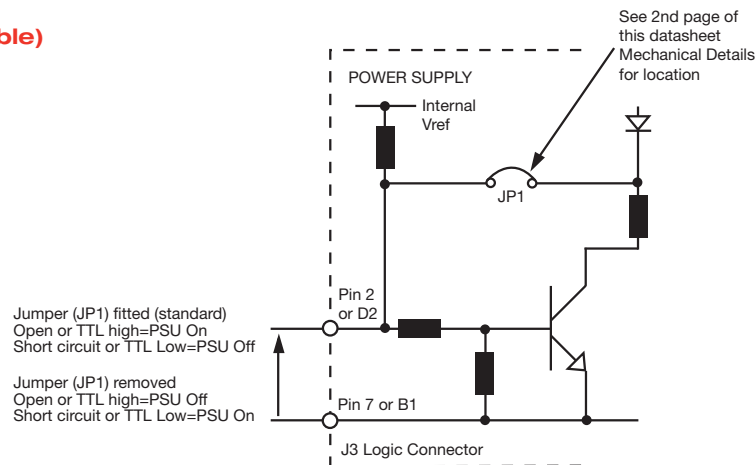 ble)
See 2nd page of
this datasheet
Mechanical Details
for location
POWER SUPPLY
Internal
Vref
JP1
Pin 2
or D2
Jumper (JP1) fitted (standard)
Open or TTL high=PSU On
Short circuit or TTL Low=PSU Off
Jumper (JP1) removed
Open or TTL high=PSU Off
Short circuit or TTL Low=PSU On
Pin 7 or B1
J3 Logic Connector